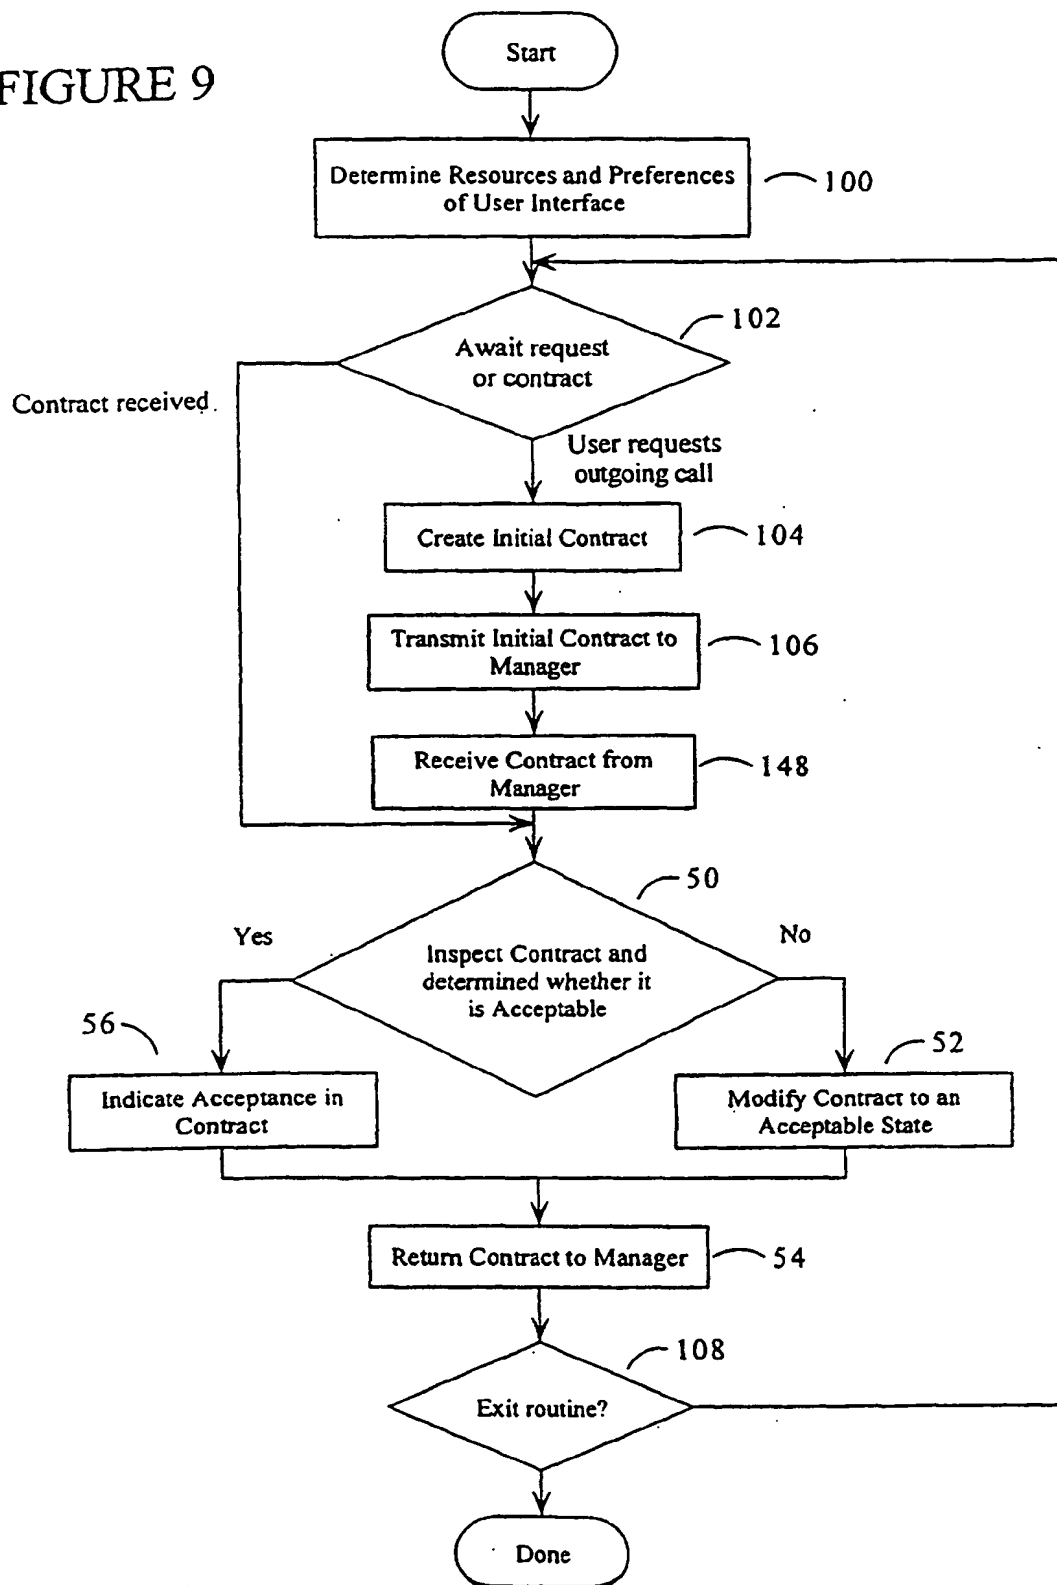 FIGURE 9
Start
Determine Resources and Preferences
of User Interface
100
Await request
or contract
102
Contract received.
User requests
outgoing call
Create Initial Contract
104
Transmit Initial Contract to
Manager
106
Receive Contract from
Manager
148
50
Yes
No
Inspect Contract and
determined whether it
is Acceptable
56
52
Indicate Acceptance in
Contract
Modify Contract to an
Acceptable State
Return Contract to Manager
54
108
Exit routine?
Done